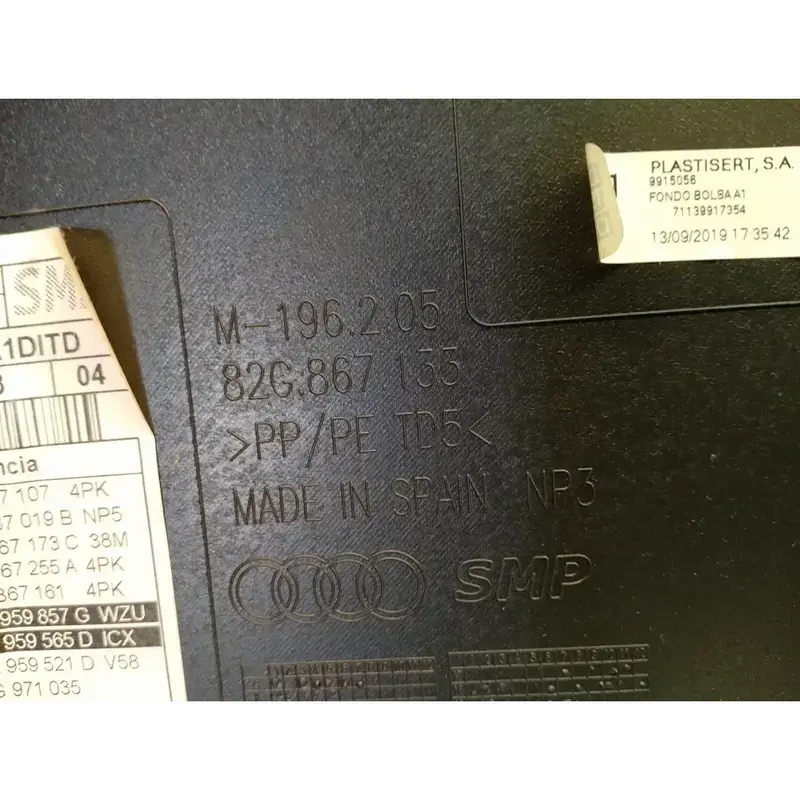 PLASTISERT, S.A.
9915056
FONDO BOLSA A1
71139917354
13/09/2019 17 35 42
SM
1DITD
04
M-196.2.05
82G.867 133
>PP/PE TD5<
MADE IN SPAIN NP3
SMP
ncia
7 107 4PK
7 019 B NP5
67 173 C 38M
67 255 A 4PK
867 161 4PK
959 857 G WZU
959 565 D ICX
959 521 D V58
G 971 035